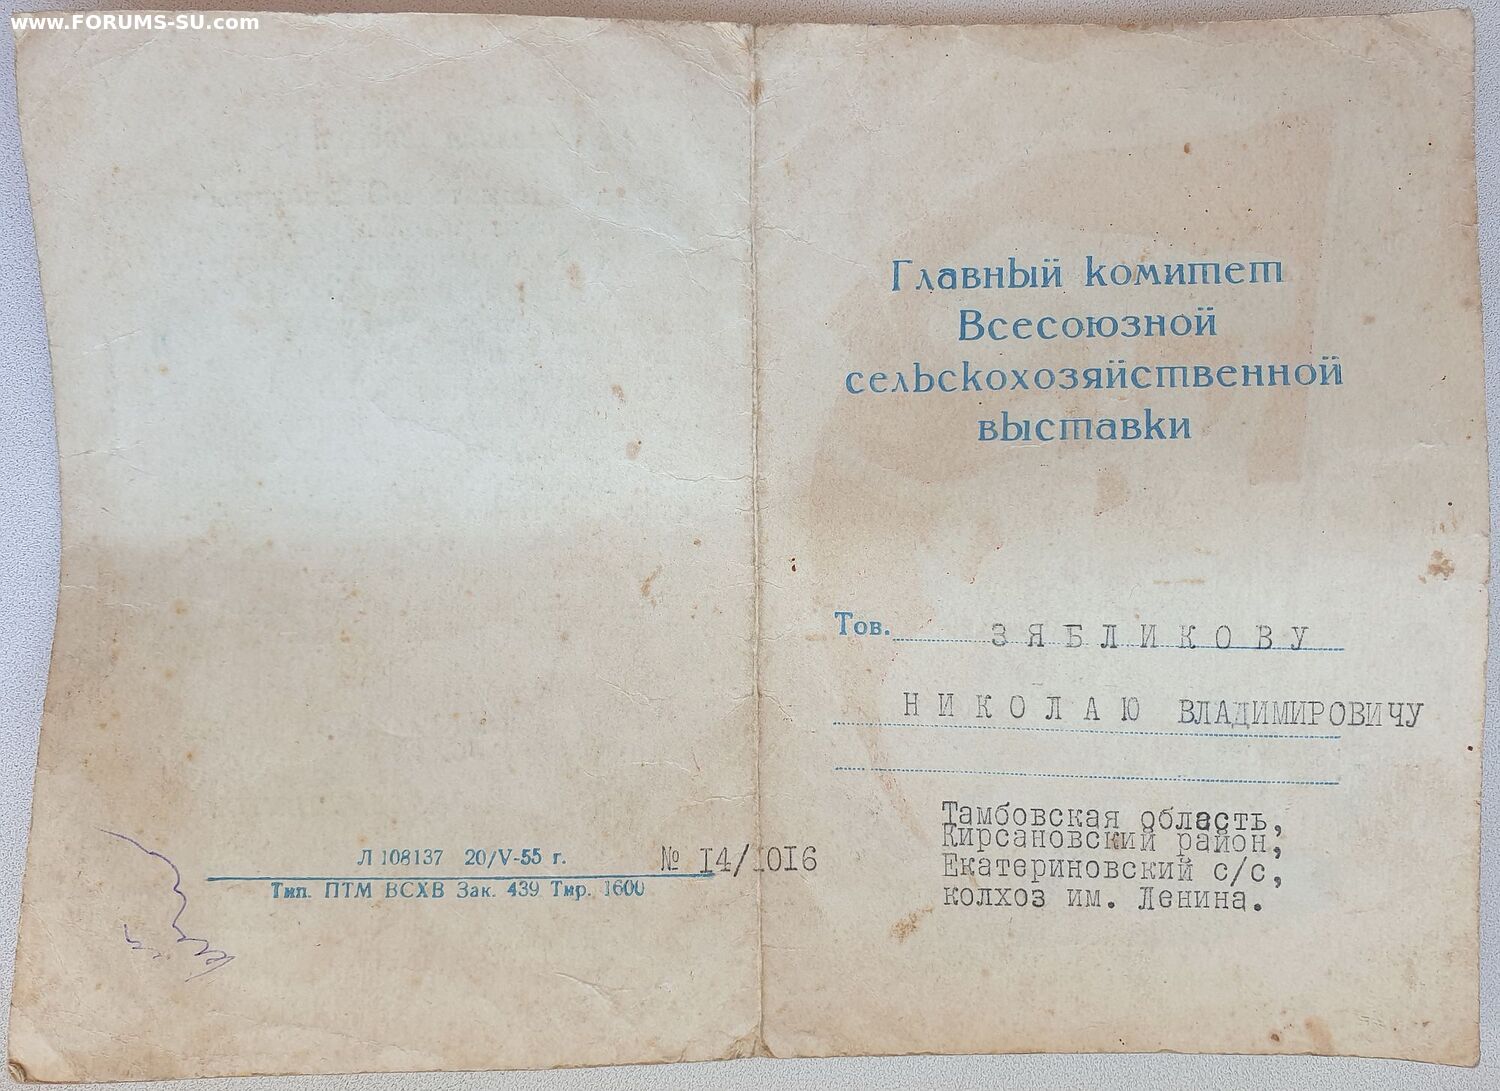 www.FORUMS-SU.com
Л 108137 20/V-55 г.
Тип. ПТМ ВСХВ Зак. 439 Тир. 1600
№ I4/I0I6
Главный комитет
Всесоюзной
сельскохозяйственной
выставки
Тов. ЗЯБЛИКОВУ
НИКОЛАЮ ВЛАДИМИРОВИЧУ
Тамбовская область,
Кирсановский район,
Екатериновский с/с,
колхоз им. Ленина.